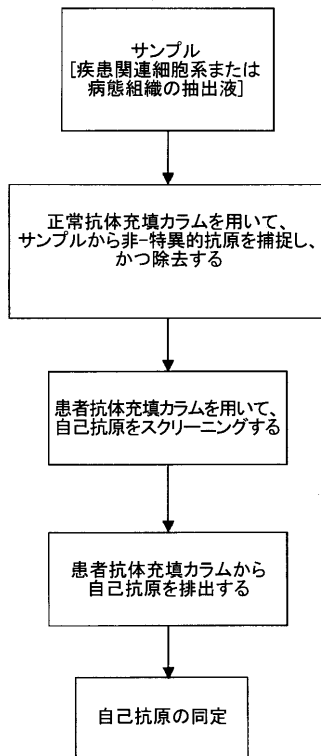 サンプル
[疾患関連細胞系または
病態組織の抽出液]
正常抗体充填カラムを用いて、
サンプルから非-特異的抗原を捕捉し、
かつ除去する
患者抗体充填カラムを用いて、
自己抗原をスクリーニングする
患者抗体充填カラムから
自己抗原を排出する
自己抗原の同定